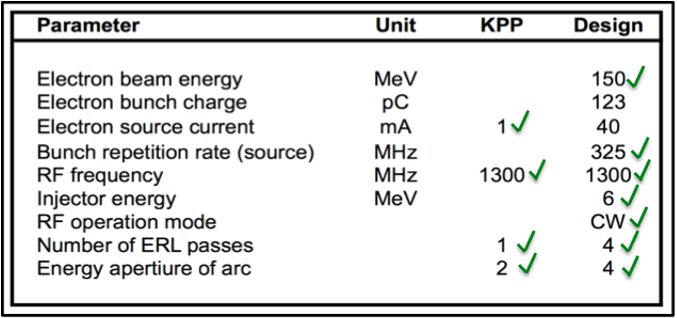 Parameter Unit KPP Design
Electron beam energy MeV 150 ✓
Electron bunch charge pC 123
Electron source current mA 1 ✓ 40
Bunch repetition rate (source) MHz 325 ✓
RF frequency MHz 1300 ✓ 1300 ✓
Injector energy MeV 6 ✓
RF operation mode CW ✓
Number of ERL passes 1 ✓ 4 ✓
Energy apertiure of arc 2 ✓ 4 ✓